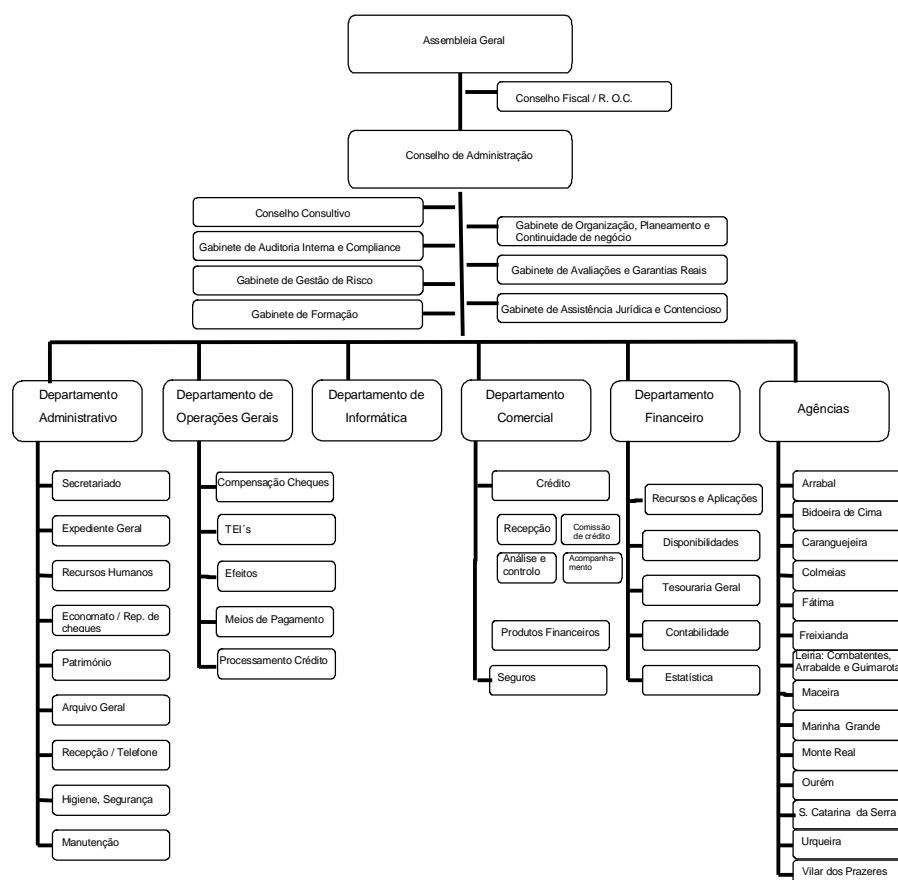 Assembleia Geral
Conselho Fiscal / R. O.C.
Conselho de Administração
Conselho Consultivo
Gabinete de Organização, Planeamento e
Continuidade de negócio
Gabinete de Auditoria Interna e Compliance
Gabinete de Avaliações e Garantias Reais
Gabinete de Gestão de Risco
Gabinete de Assistência Jurídica e Contencioso
Gabinete de Formação
Departamento
Administrativo
Departamento de
Operações Gerais
Departamento de
Informática
Departamento
Comercial
Departamento
Financeiro
Agências
Secretariado
Expediente Geral
Recursos Humanos
Economato / Rep. de
cheques
Património
Arquivo Geral
Recepção / Telefone
Higiene, Segurança
Manutenção
Compensação Cheques
TEI´s
Efeitos
Meios de Pagamento
Processamento Crédito
Crédito
Recepção
Comissão
de crédito
Análise e
controlo
Acompanha-
mento
Produtos Financeiros
Seguros
Recursos e Aplicações
Disponibilidades
Tesouraria Geral
Contabilidade
Estatística
Arrabal
Bidoeira de Cima
Caranguejeira
Colmeias
Fátima
Freixianda
Leiria: Combatentes,
Arrabalde e Guimarota
Maceira
Marinha Grande
Monte Real
Ourém
S. Catarina da Serra
Urqueira
Vilar dos Prazeres